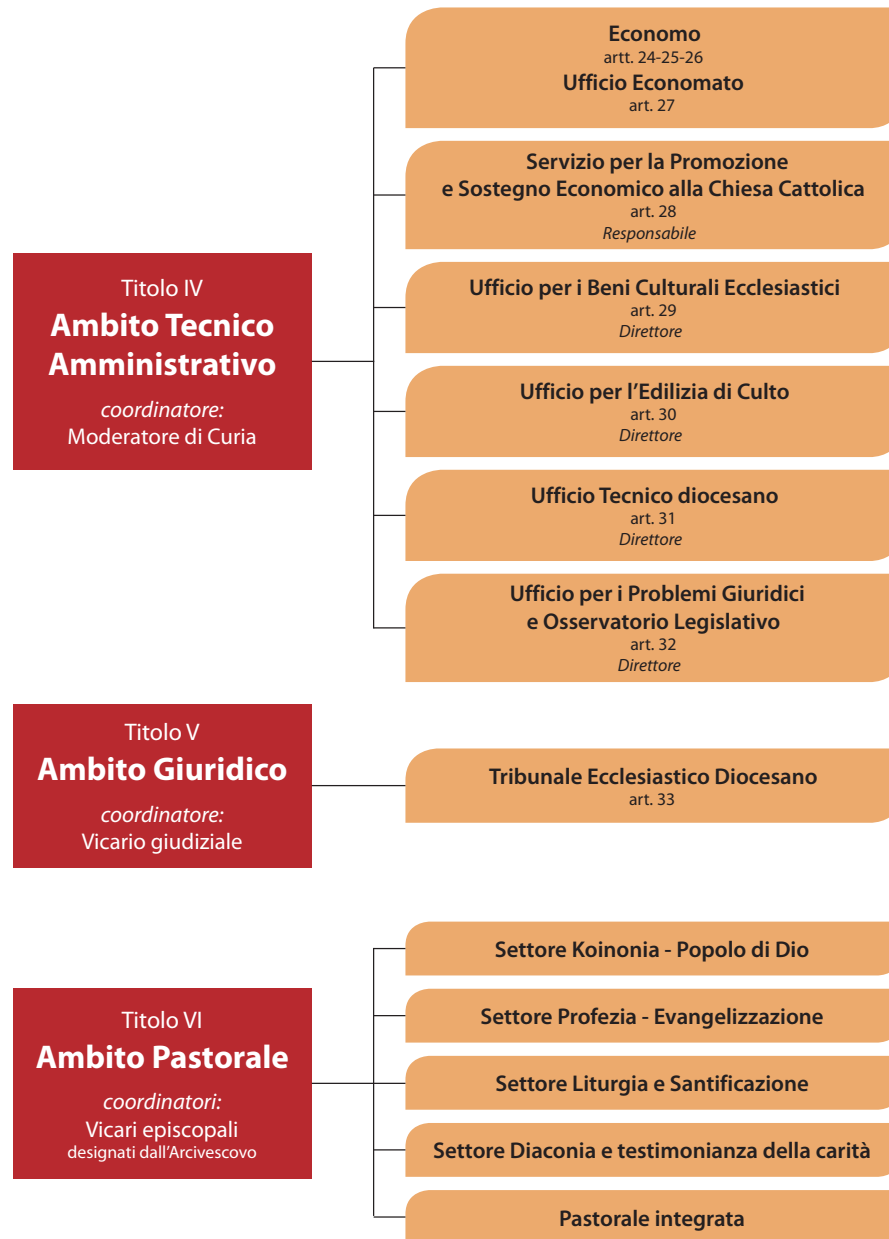 Economo
artt. 24-25-26
Ufficio Economato
art. 27
Servizio per la Promozione
e Sostegno Economico alla Chiesa Cattolica
art. 28
Responsabile
Titolo IV
Ambito Tecnico
Amministrativo
coordinatore:
Moderatore di Curia
Ufficio per i Beni Culturali Ecclesiastici
art. 29
Direttore
Ufficio per l'Edilizia di Culto
art. 30
Direttore
Ufficio Tecnico diocesano
art. 31
Direttore
Ufficio per i Problemi Giuridici
e Osservatorio Legislativo
art. 32
Direttore
Titolo V
Ambito Giuridico
coordinatore:
Vicario giudiziale
Tribunale Ecclesiastico Diocesano
art. 33
Titolo VI
Ambito Pastorale
coordinatori:
Vicari episcopali
designati dall'Arcivescovo
Settore Koinonia - Popolo di Dio
Settore Profezia - Evangelizzazione
Settore Liturgia e Santificazione
Settore Diaconia e testimonianza della carità
Pastorale integrata